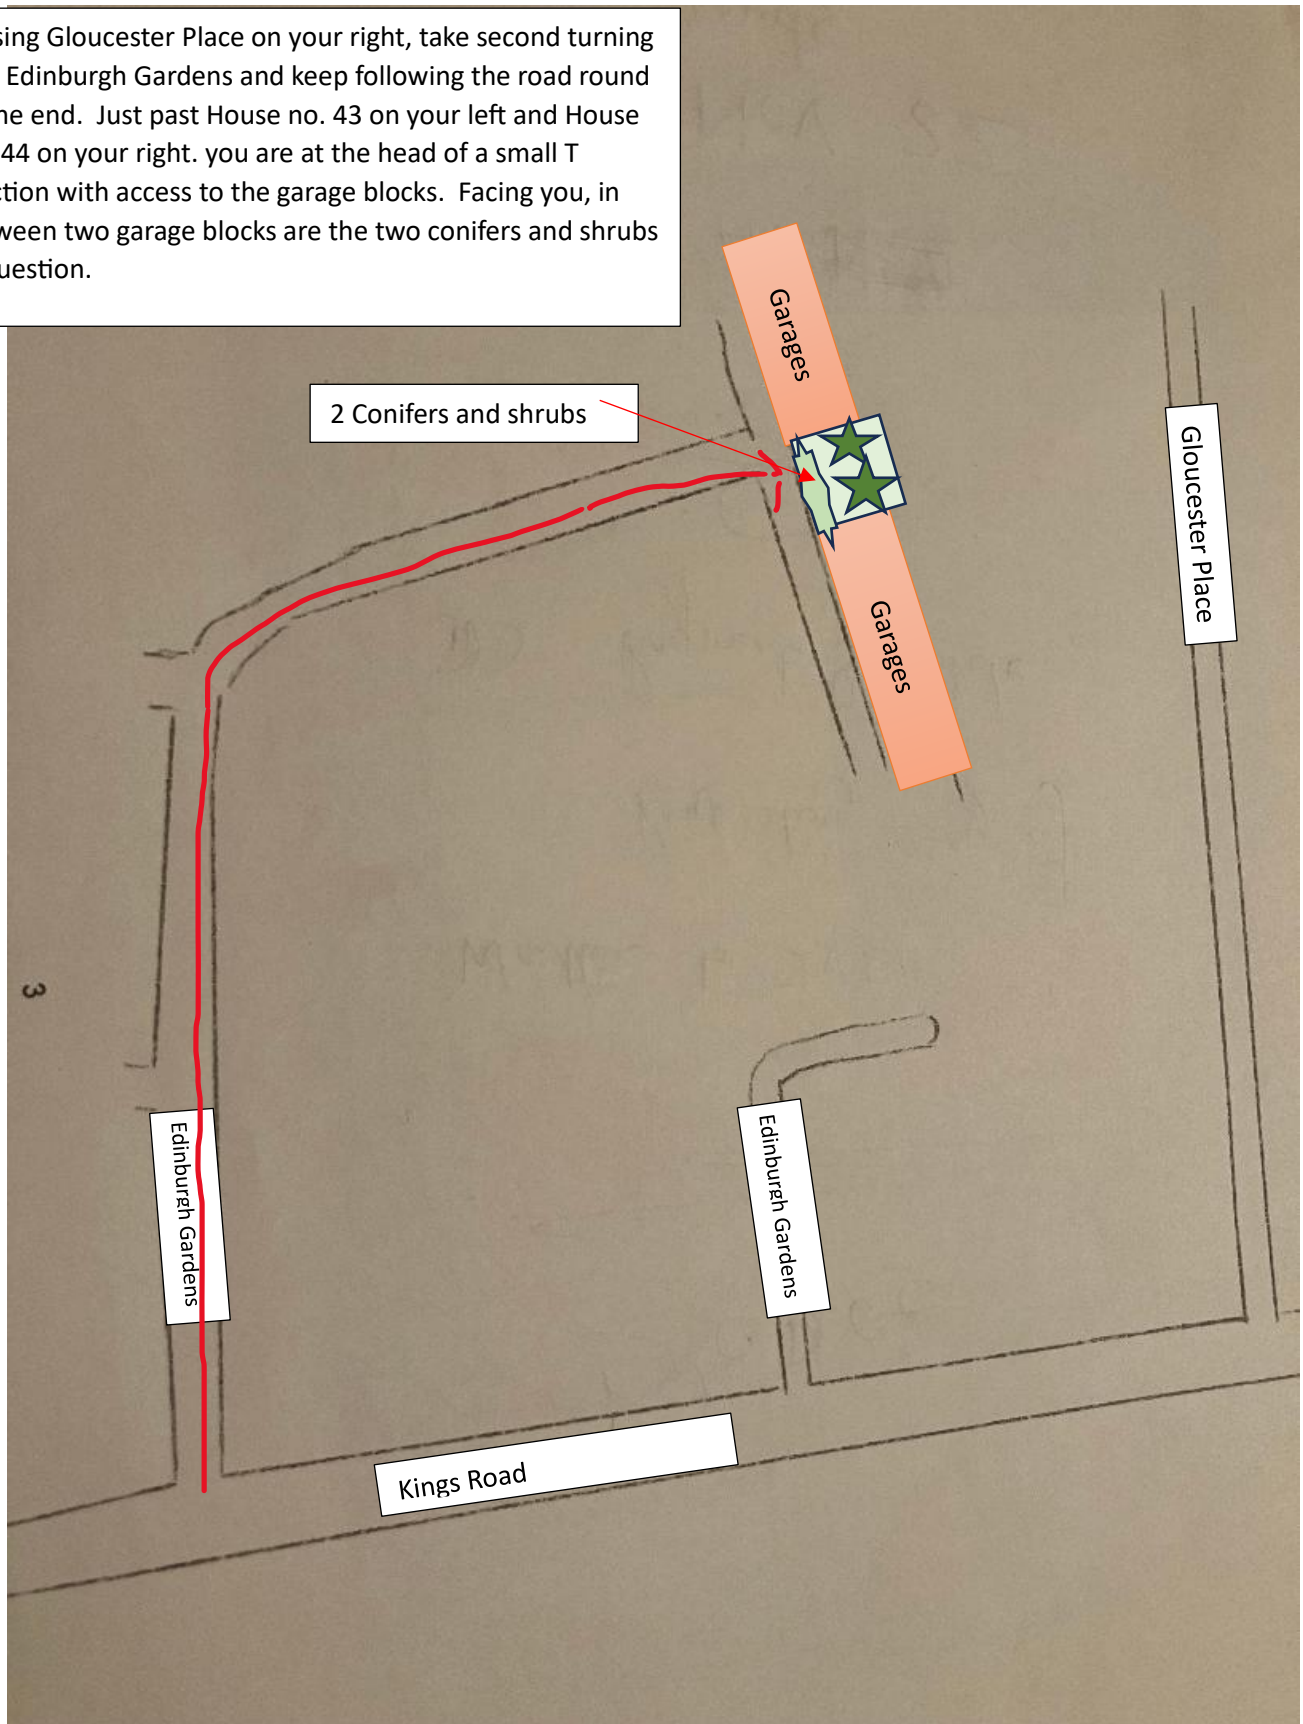 sing Gloucester Place on your right, take second turning
Edinburgh Gardens and keep following the road round
he end. Just past House no. 43 on your left and House
44 on your right. you are at the head of a small T
ction with access to the garage blocks. Facing you, in
ween two garage blocks are the two conifers and shrubs
uestion.
Garages
2 Conifers and shrubs
Gloucester Place
Garages
3
Edinburgh Gardens
Edinburgh Gardens
Kings Road